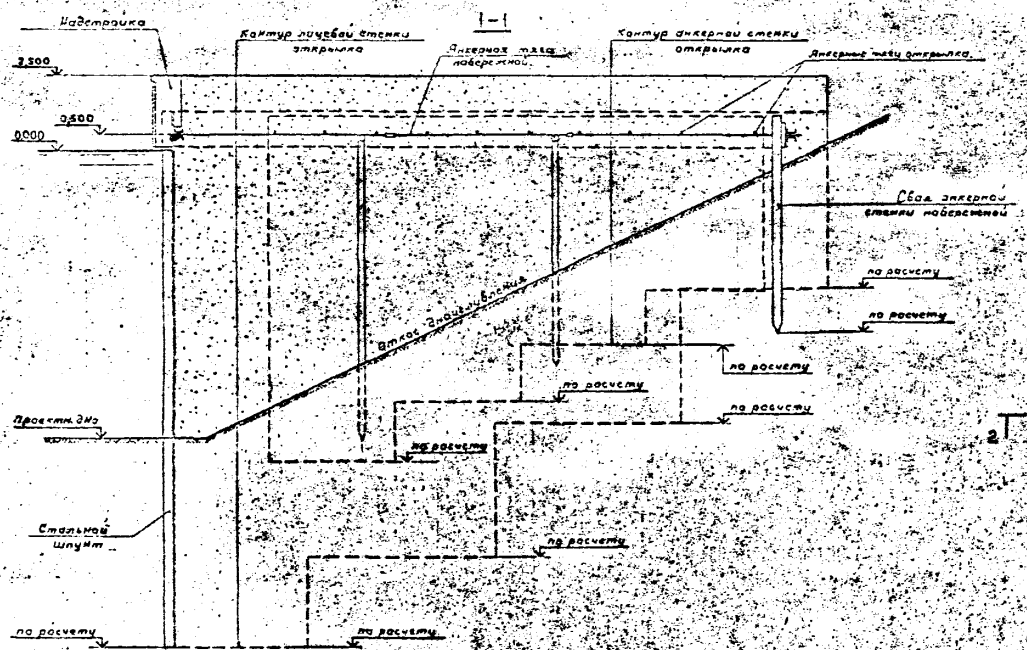 1-1
Надстройка
Контур лицевой стенки
открылка
Анкерная тяга
набережной
Контур анкерной стенки
открылка
Анкерные тяги открылка
2,500
0,500
0,000
Свая анкерной
стенки набережной
по расчету
по расчету
Откос
по расчету
по расчету
по расчету
Проектн. дно
по расчету
2
Стальной
шпунт
по расчету
по расчету
по расчету